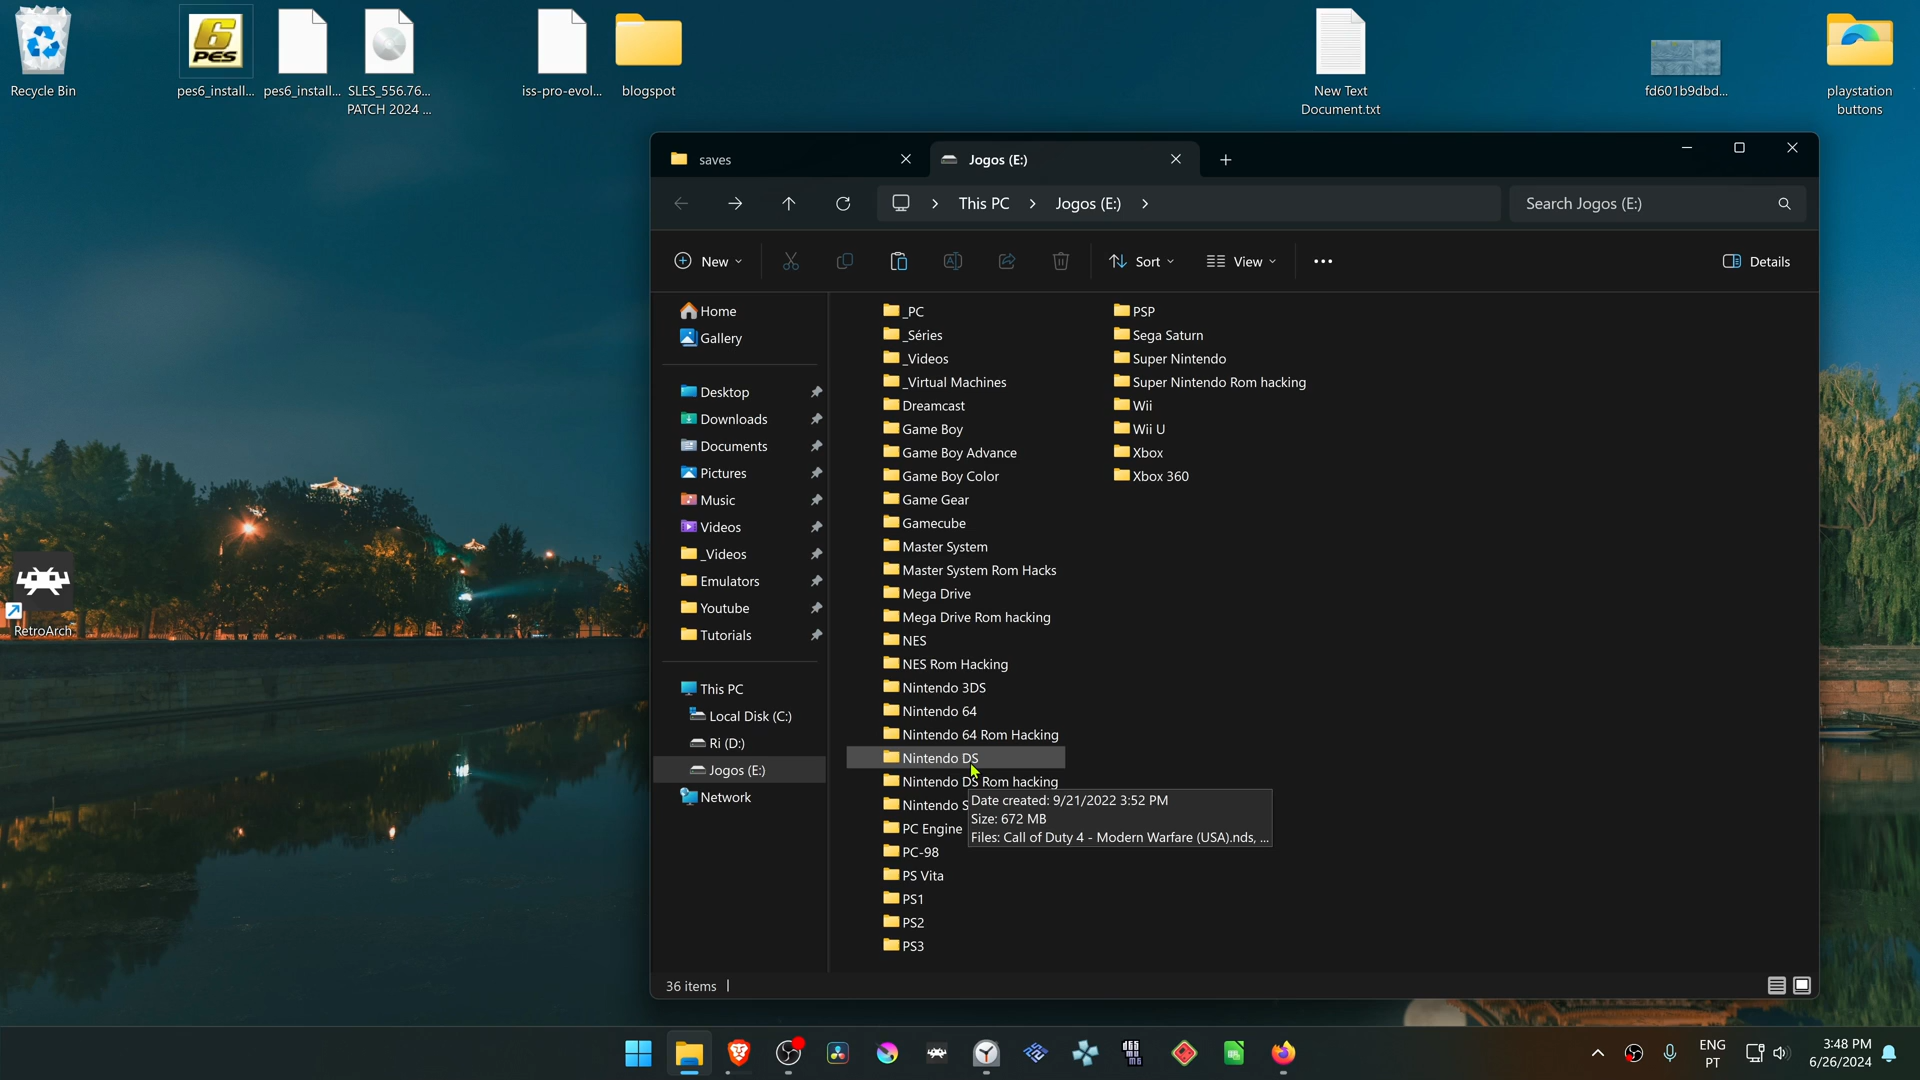 Recycle Bin
6
PES
pes6_install...
pes6_install...
SLES_556.76...
PATCH 2024 ...
iss-pro-evol...
blogspot
New Text
Document.txt
fd601b9dbd...
playstation
buttons
RetroArch
saves
Jogos (E:)
This PC
Jogos (E:)
Search Jogos (E:)
New
Sort
View
Details
Home
Gallery
Desktop
Downloads
Documents
Pictures
Music
Videos
_Videos
Emulators
Youtube
Tutorials
This PC
Local Disk (C:)
Ri (D:)
Jogos (E:)
Network
_PC
_Séries
_Videos
_Virtual Machines
Dreamcast
Game Boy
Game Boy Advance
Game Boy Color
Game Gear
Gamecube
Master System
Master System Rom Hacks
Mega Drive
Mega Drive Rom hacking
NES
NES Rom Hacking
Nintendo 3DS
Nintendo 64
Nintendo 64 Rom Hacking
Nintendo DS
Nintendo DS Rom hacking
Nintendo S
PC Engine
PC-98
PS Vita
PS1
PS2
PS3
PSP
Sega Saturn
Super Nintendo
Super Nintendo Rom hacking
Wii
Wii U
Xbox
Xbox 360
Date created: 9/21/2022 3:52 PM
Size: 672 MB
Files: Call of Duty 4 - Modern Warfare (USA).nds, ...
36 items
ENG
PT
3:48 PM
6/26/2024